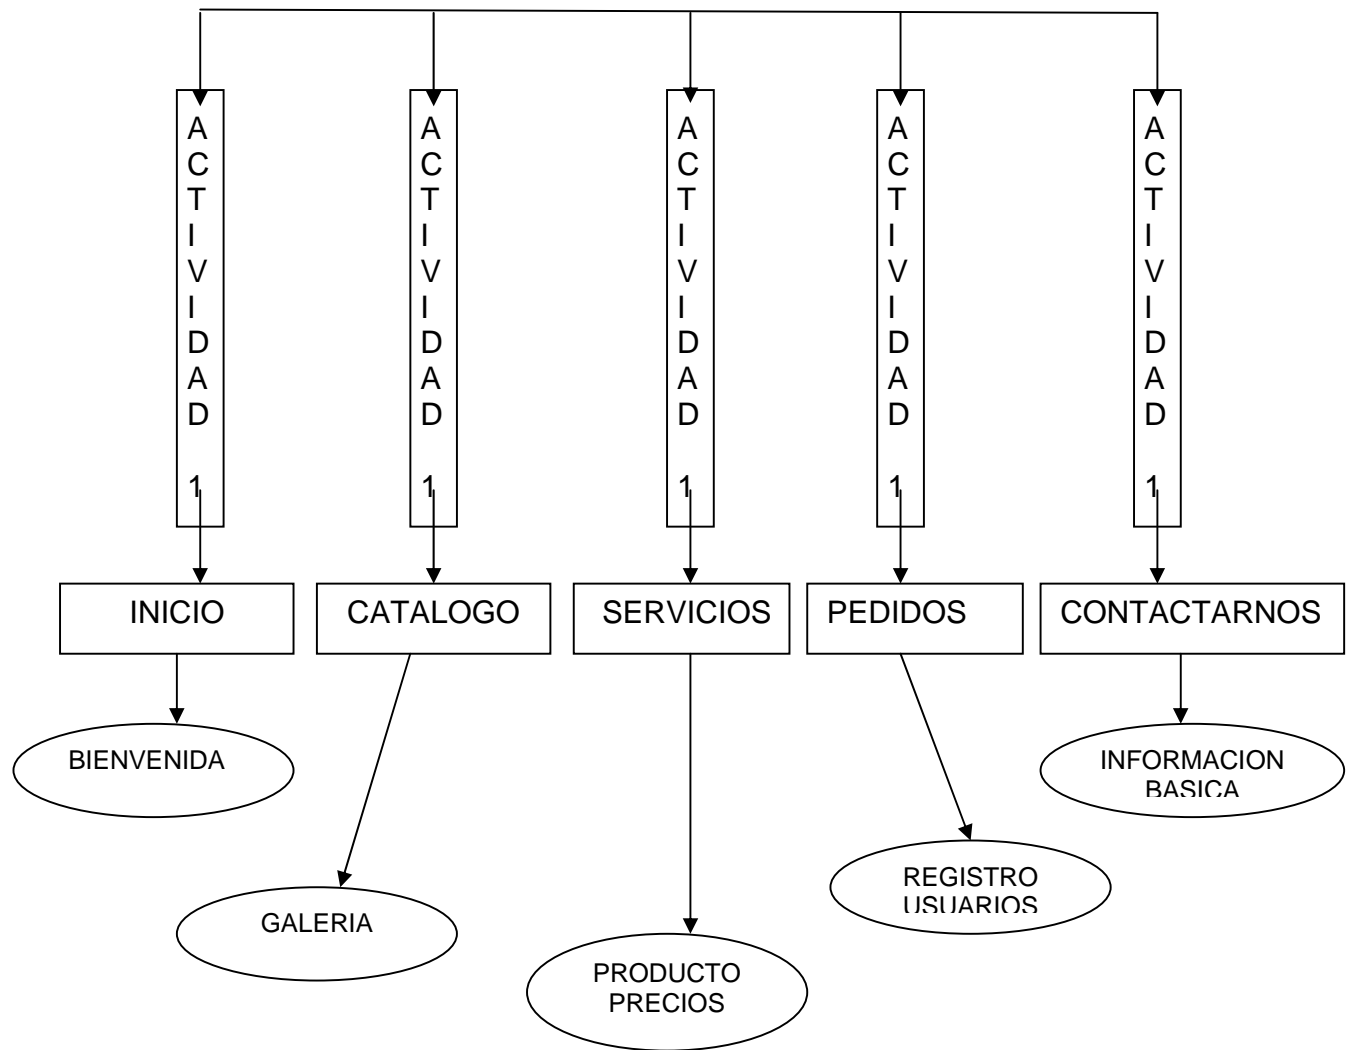 ACTIVIDAD 1
ACTIVIDAD 1
ACTIVIDAD 1
ACTIVIDAD 1
ACTIVIDAD 1
INICIO
CATALOGO
SERVICIOS
PEDIDOS
CONTACTARNOS
BIENVENIDA
GALERIA
PRODUCTO
PRECIOS
REGISTRO
USUARIOS
INFORMACION
BASICA